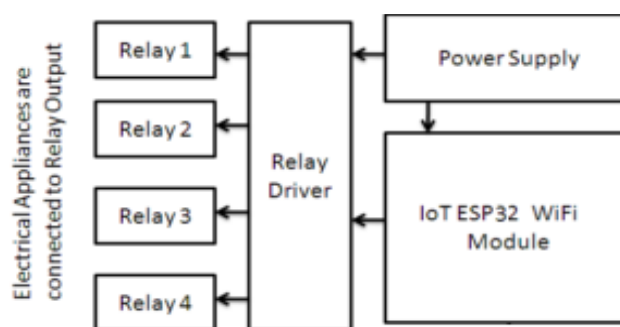 Electrical Appliances are
connected to Relay Output
Relay 1
Relay 2
Relay 3
Relay 4
Relay
Driver
Power Supply
IoT ESP32 WiFi
Module